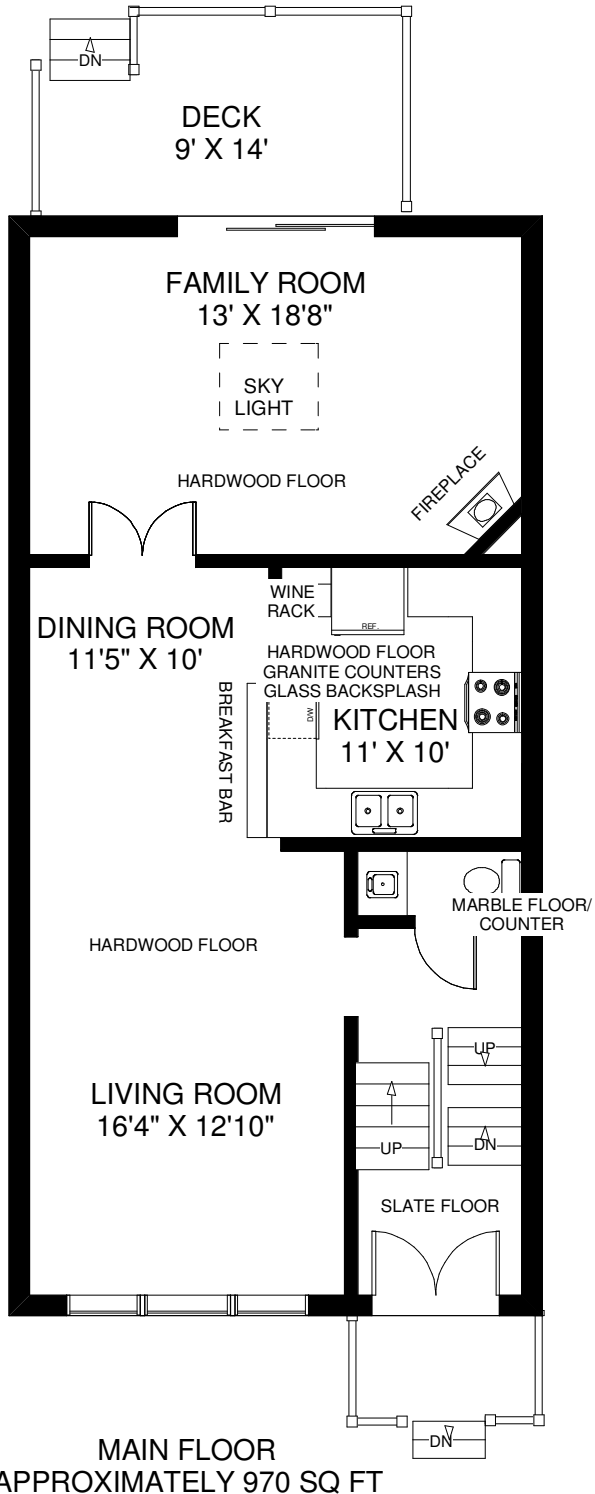 DN
DECK
9' X 14'
FAMILY ROOM
13' X 18'8"
SKY
LIGHT
HARDWOOD FLOOR
FIREPLACE
WINE
RACK
REF.
DINING ROOM
11'5" X 10'
HARDWOOD FLOOR
GRANITE COUNTERS
GLASS BACKSPLASH
BREAKFAST BAR
D/W
KITCHEN
11' X 10'
MARBLE FLOOR/
COUNTER
HARDWOOD FLOOR
UP
LIVING ROOM
16'4" X 12'10"
UP
DN
SLATE FLOOR
DN
MAIN FLOOR
APPROXIMATELY 970 SQ FT